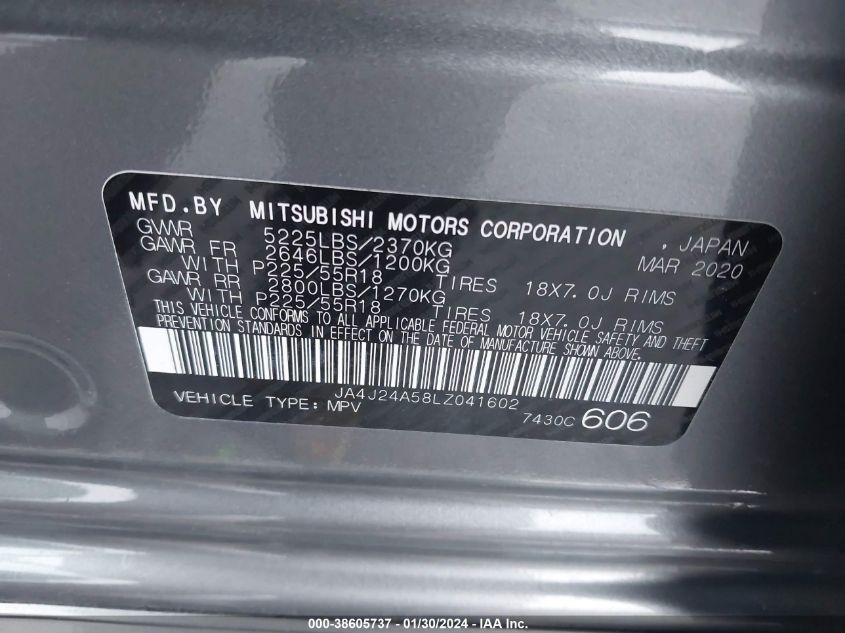 MFD.BY MITSUBISHI MOTORS CORPORATION , JAPAN
GVWR 5225LBS/2370KG MAR 2020
GAWR FR 2646LBS/1200KG
WITH P225/55R18 TIRES 18X7.0J RIMS
GAWR RR 2800LBS/1270KG
WITH P225/55R18 TIRES 18X7.0J RIMS
THIS VEHICLE CONFORMS TO ALL APPLICABLE FEDERAL MOTOR VEHICLE SAFETY AND THEFT
PREVENTION STANDARDS IN EFFECT ON THE DATE OF MANUFACTURE SHOWN ABOVE.
JA4J24A58LZ041602
VEHICLE TYPE: MPV 7430C 606
000-38605737 - 01/30/2024 - IAA Inc.